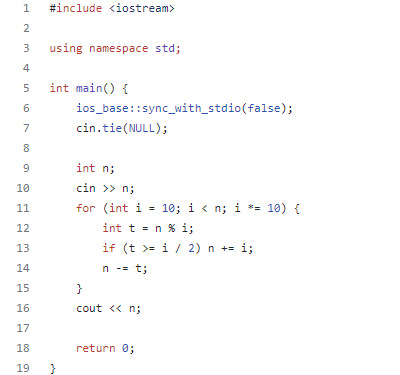 1 #include <iostream>
2
3 using namespace std;
4
5 int main() {
6     ios_base::sync_with_stdio(false);
7     cin.tie(NULL);
8
9     int n;
10     cin >> n;
11     for (int i = 10; i < n; i *= 10) {
12         int t = n % i;
13         if (t >= i / 2) n += i;
14         n -= t;
15     }
16     cout << n;
17
18     return 0;
19 }